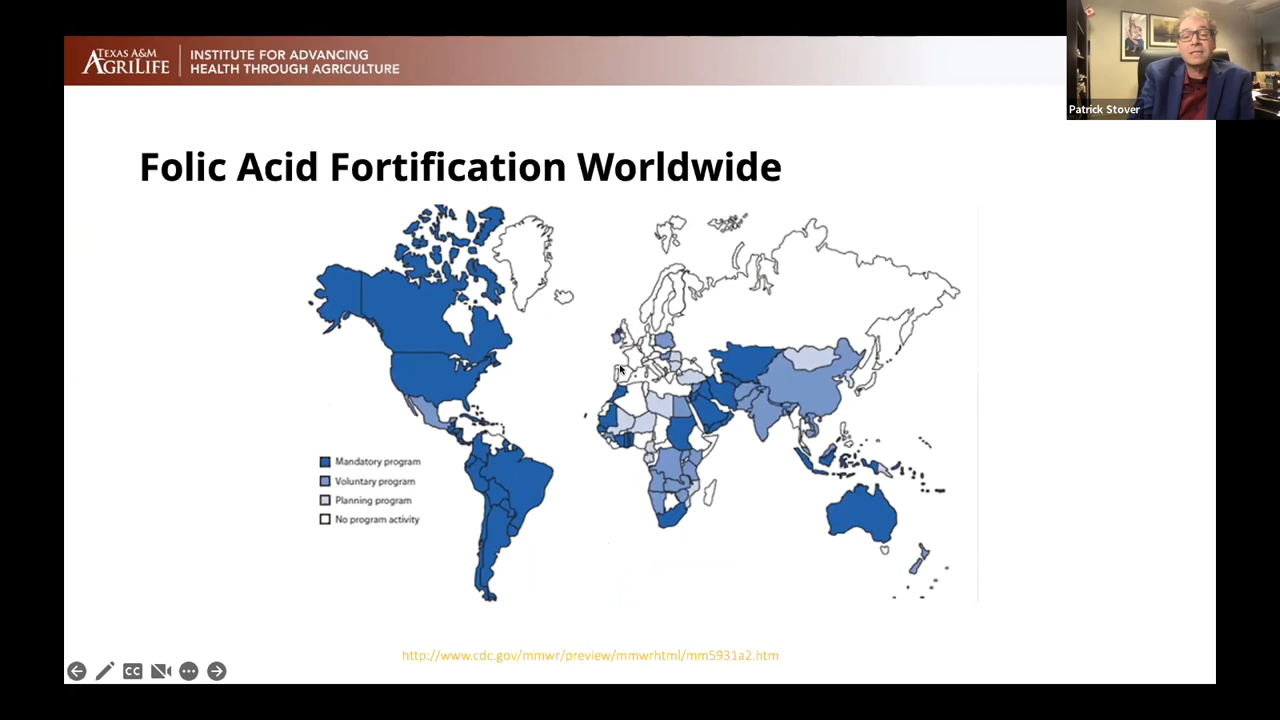 TEXAS A&M
AGRILIFE
INSTITUTE FOR ADVANCING
HEALTH THROUGH AGRICULTURE
Patrick Stover
Folic Acid Fortification Worldwide
Mandatory program
Voluntary program
Planning program
No program activity
http://www.cdc.gov/mmwr/preview/mmwrhtml/mm5931a2.htm
CC